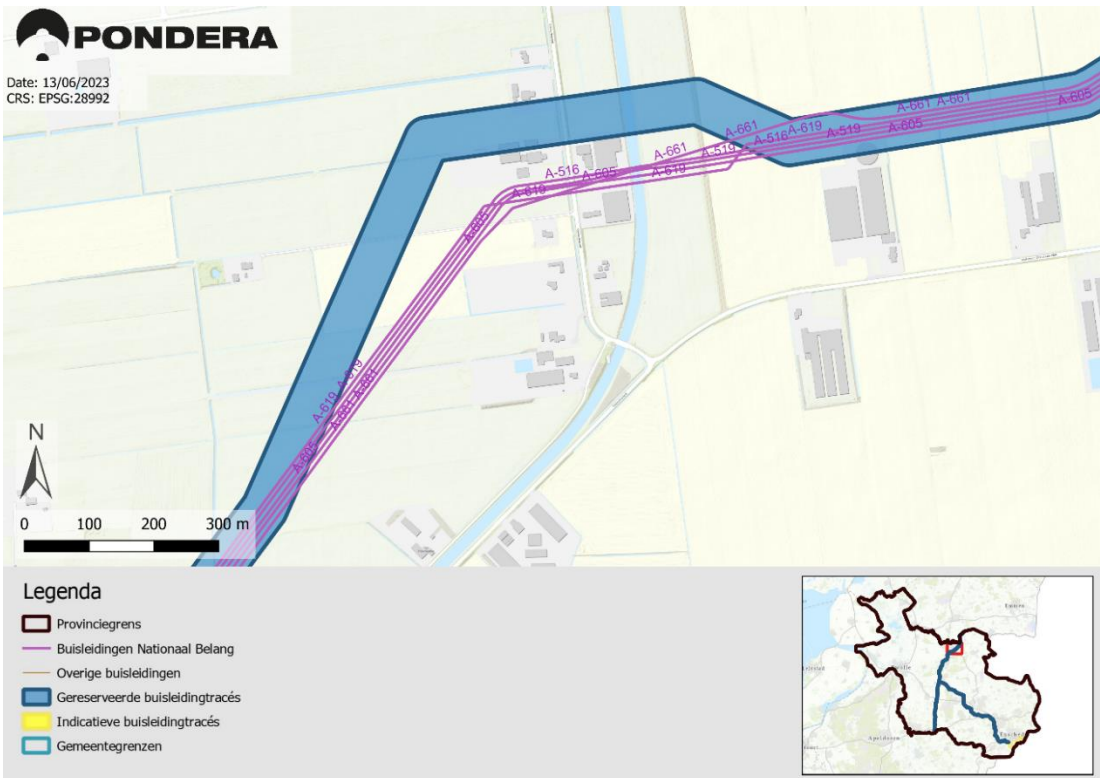 PONDERA
Date: 13/06/2023
CRS: EPSG:28992
A-661 A-661
A-605
A-661
A-619
A-516
A-519
A-605
A-661
A-519
A-516
A-605
A-619
A-619
A-605
A-619 A-619
A-661 A-661
A-605
N
0 100 200 300 m
Legenda
Provinciegrens
Buisleidingen Nationaal Belang
Overige buisleidingen
Gereserveerde buisleidingtracés
Indicatieve buisleidingtracés
Gemeentegrenzen